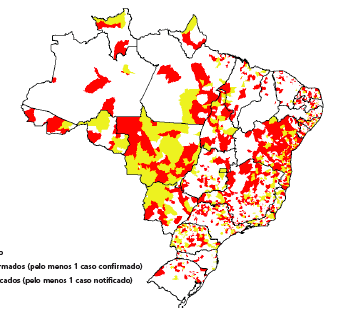 o
rmados (pelo menos 1 caso confirmado)
cados (pelo menos 1 caso notificado)